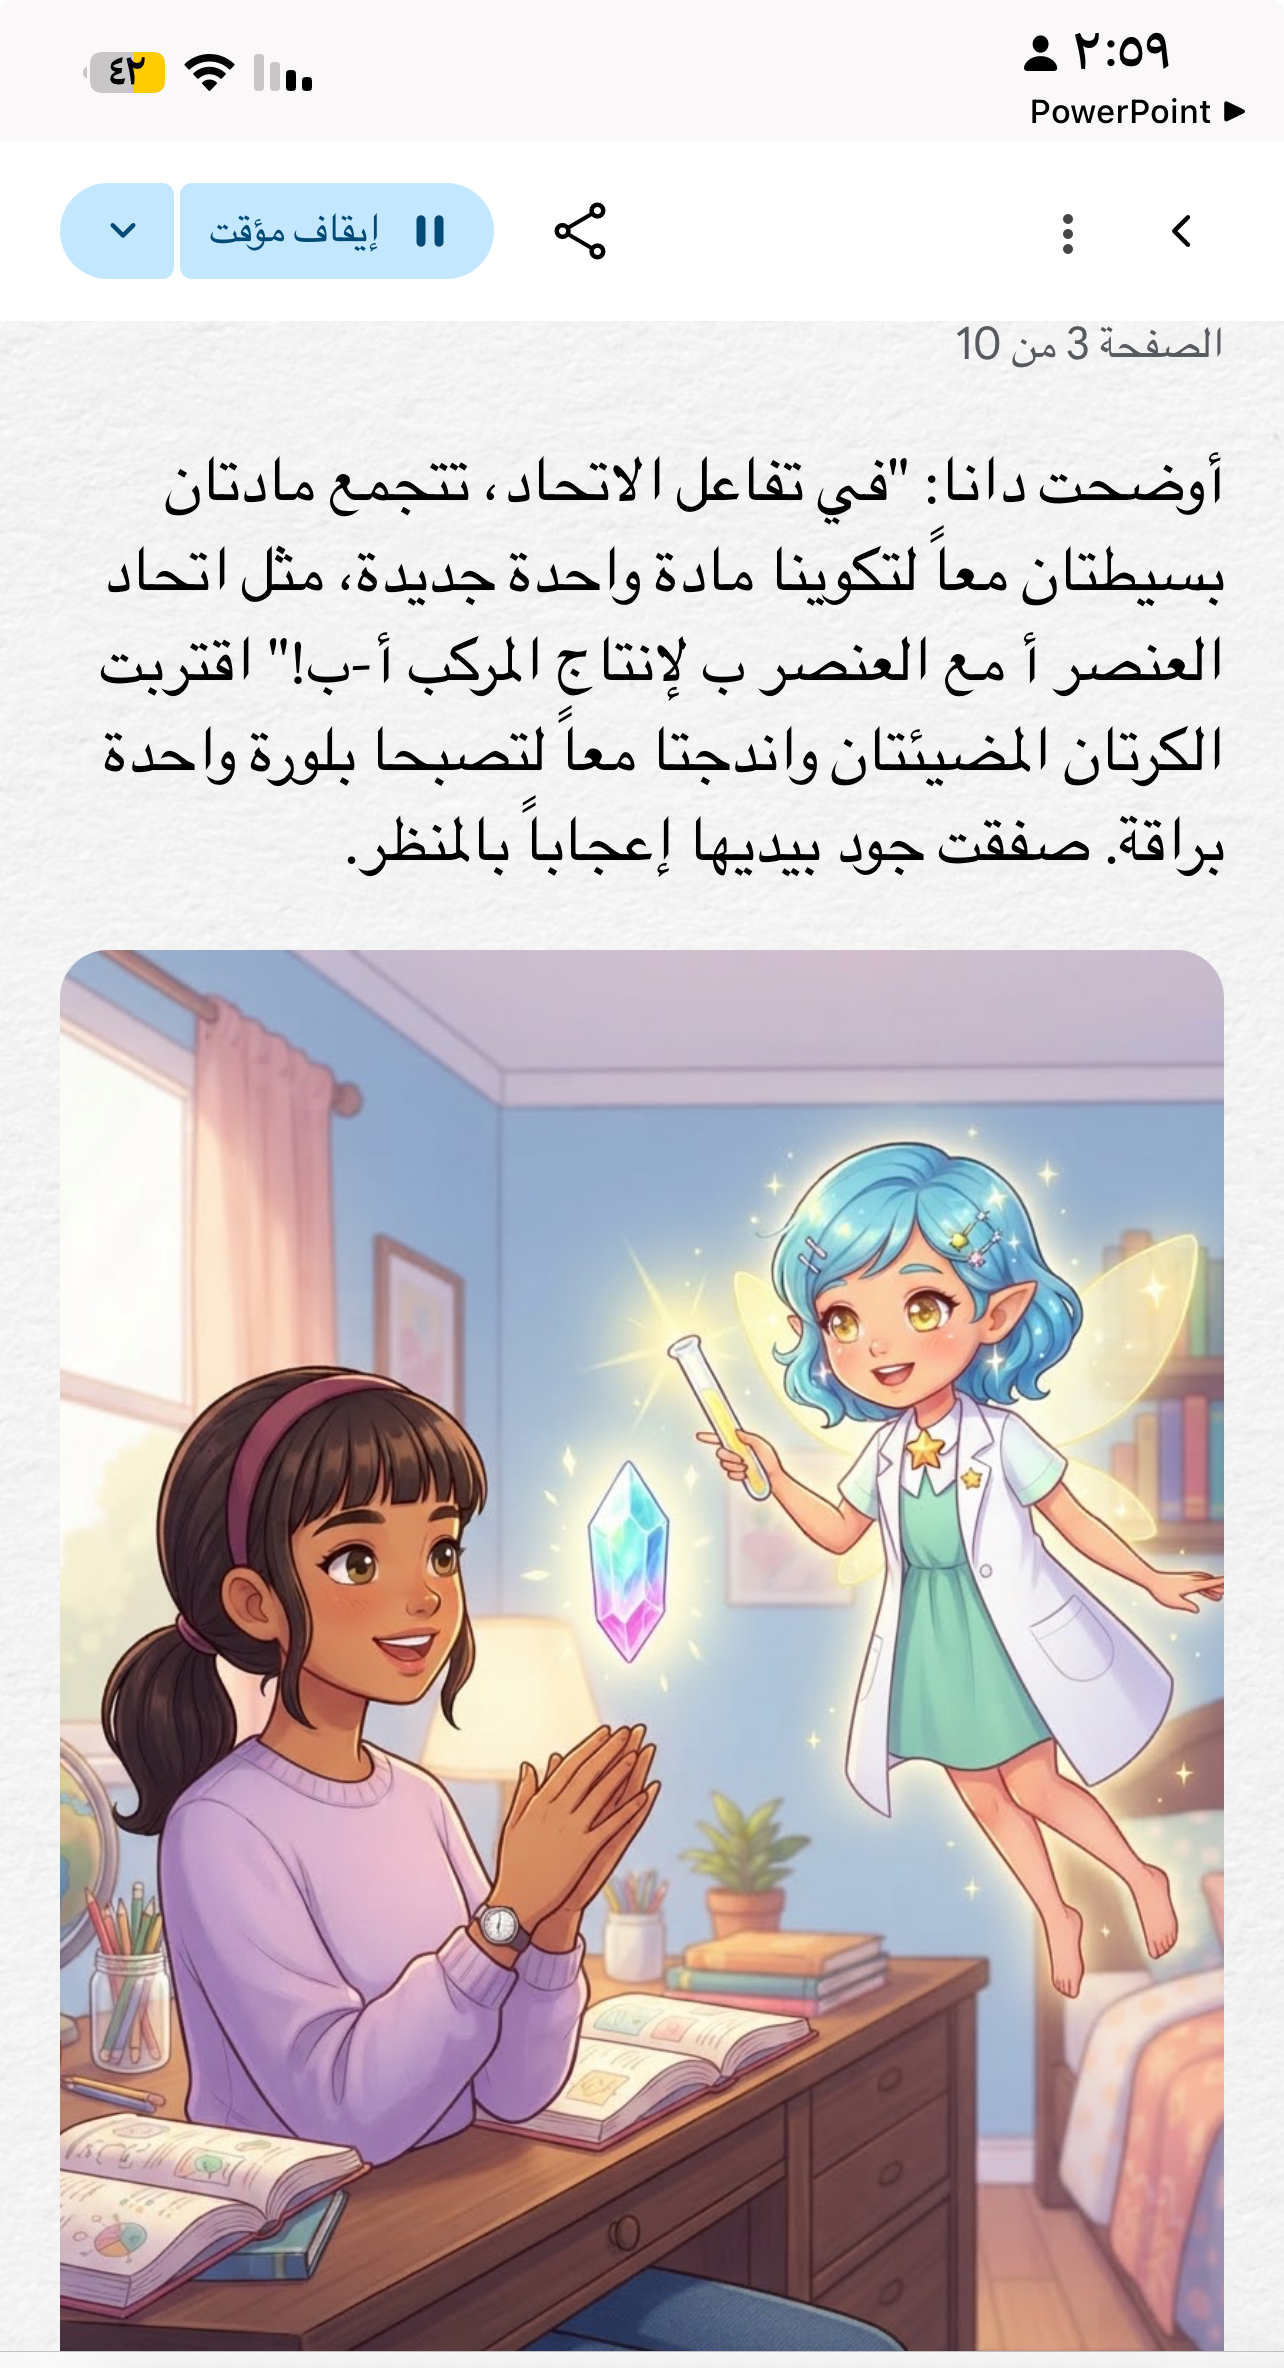 ٢:٥٩
٤٢
PowerPoint
إيقاف مؤقت
الصفحة 3 من 10
أوضحت دانا: "في تفاعل الاتحاد، تتجمع مادتان
بسيطتان معاً لتكوينا مادة واحدة جديدة، مثل اتحاد
العنصر أ مع العنصر ب لإنتاج المركب أ-ب!" اقتربت
الكرتان المضيئتان واندجتا معاً لتصبحا بلورة واحدة
براقة. صفقت جود بيديها إعجاباً بالمنظر.